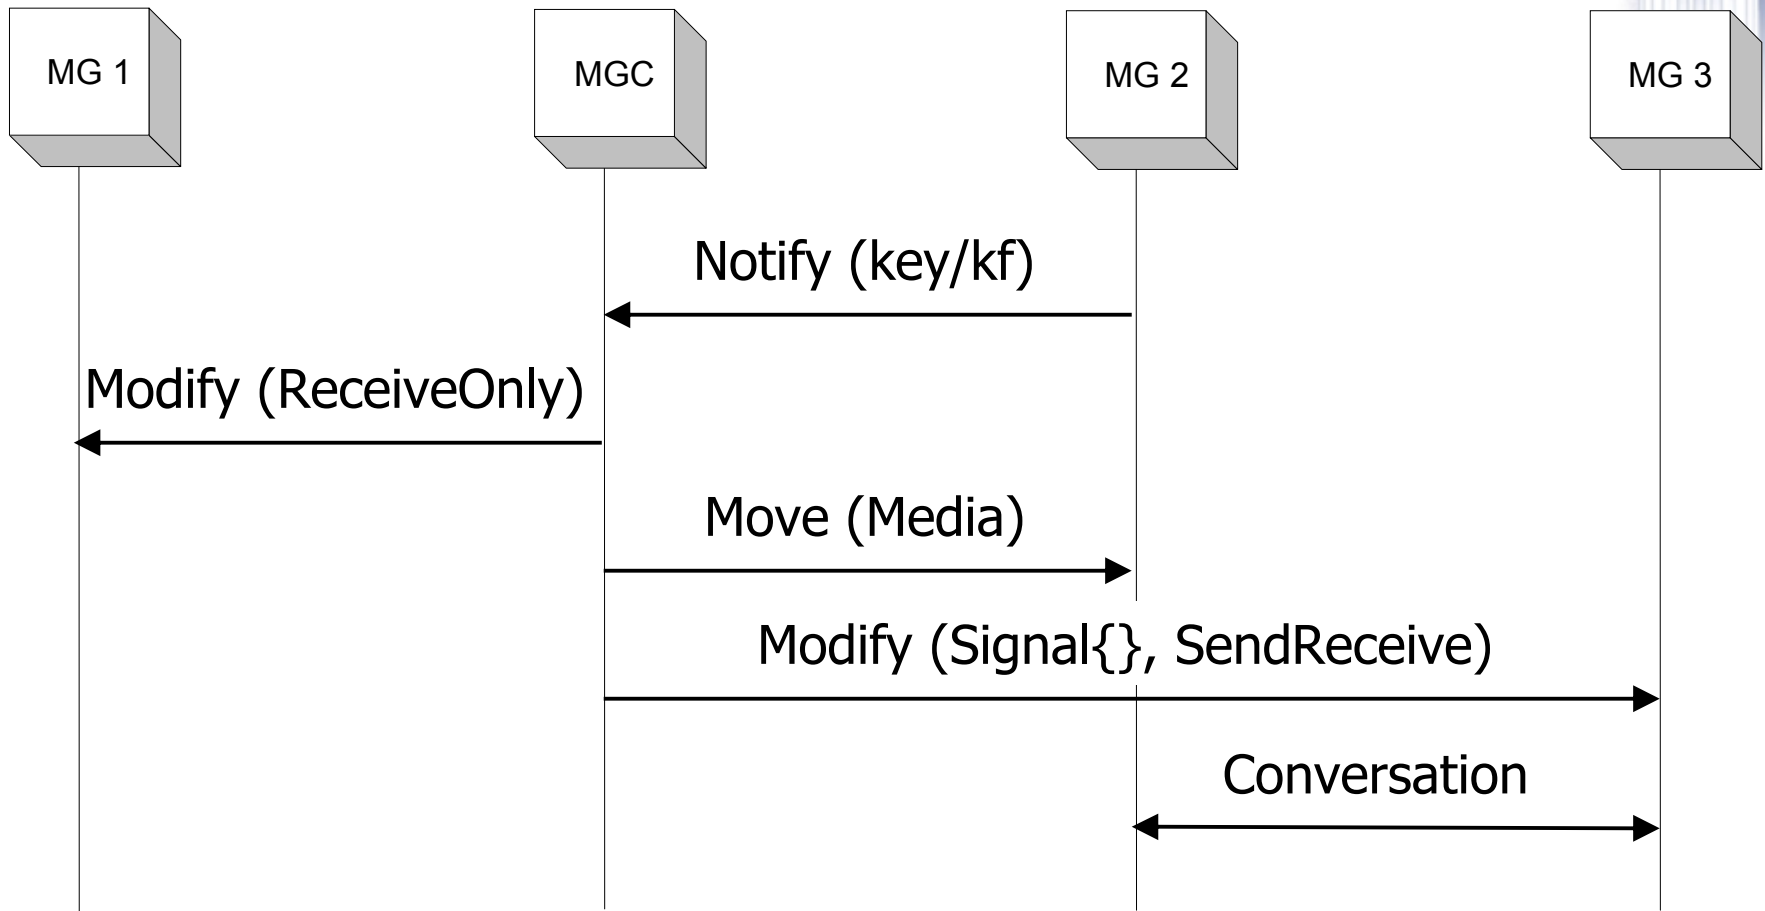 MG 1
MGC
MG 2
MG 3
Notify (key/kf)
Modify (ReceiveOnly)
Move (Media)
Modify (Signal{}, SendReceive)
Conversation